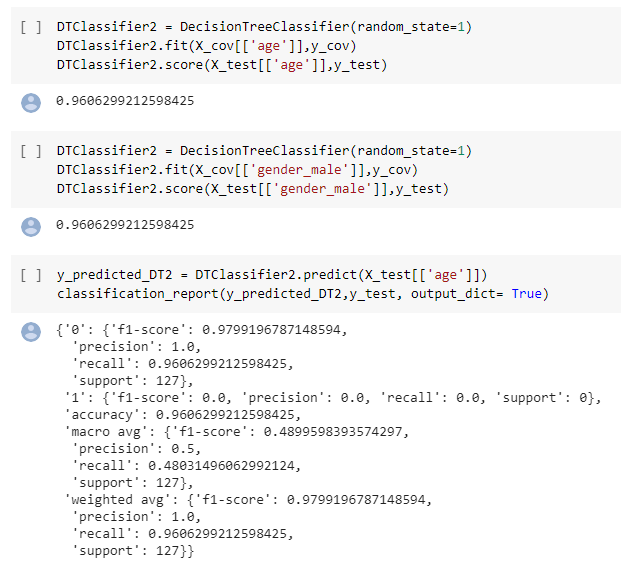 [ ] DTClassifier2 = DecisionTreeClassifier(random_state=1)
DTClassifier2.fit(X_cov[['age']],y_cov)
DTClassifier2.score(X_test[['age']],y_test)
0.9606299212598425
[ ] DTClassifier2 = DecisionTreeClassifier(random_state=1)
DTClassifier2.fit(X_cov[['gender_male']],y_cov)
DTClassifier2.score(X_test[['gender_male']],y_test)
0.9606299212598425
[ ] y_predicted_DT2 = DTClassifier2.predict(X_test[['age']])
classification_report(y_predicted_DT2,y_test, output_dict= True)
{'0': {'f1-score': 0.9799196787148594,
'precision': 1.0,
'recall': 0.9606299212598425,
'support': 127},
'1': {'f1-score': 0.0, 'precision': 0.0, 'recall': 0.0, 'support': 0},
'accuracy': 0.9606299212598425,
'macro avg': {'f1-score': 0.4899598393574297,
'precision': 0.5,
'recall': 0.48031496062992124,
'support': 127},
'weighted avg': {'f1-score': 0.9799196787148594,
'precision': 1.0,
'recall': 0.9606299212598425,
'support': 127}}